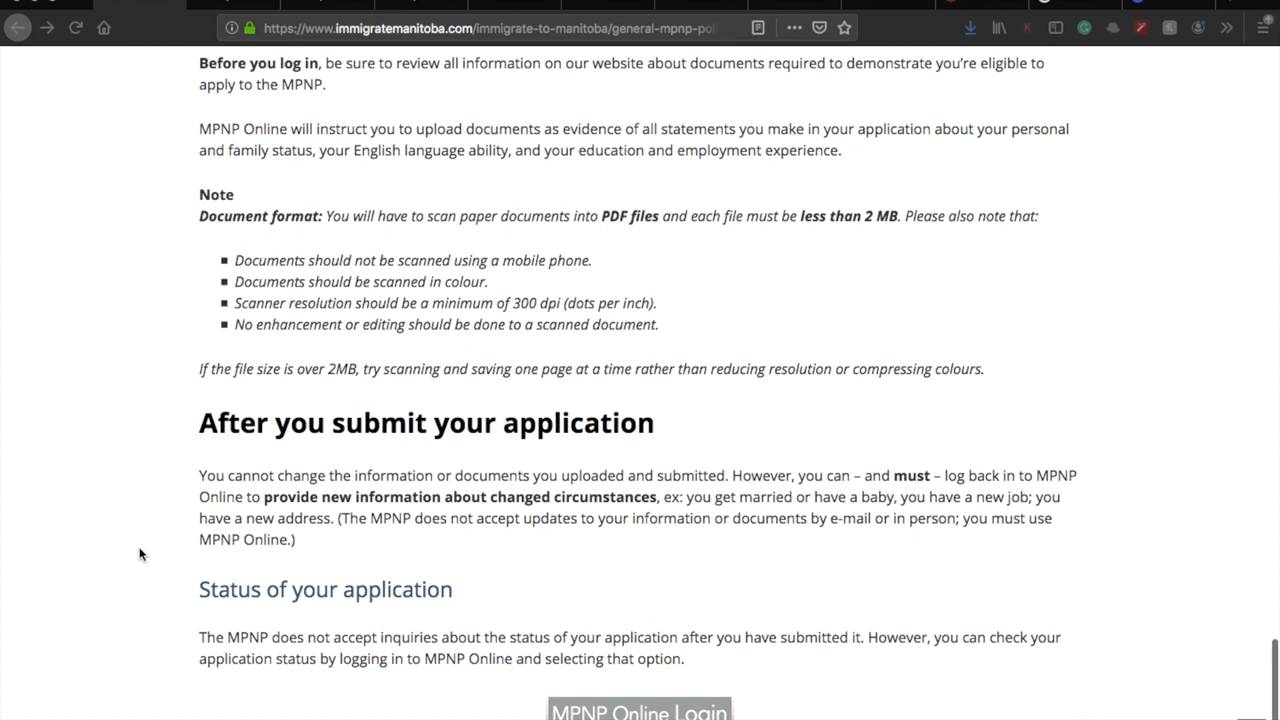 https://www.immigratemanitoba.com/immigrate-to-manitoba/general-mpnp-pol
Before you log in, be sure to review all information on our website about documents required to demonstrate you're eligible to
apply to the MPNP.
MPNP Online will instruct you to upload documents as evidence of all statements you make in your application about your personal
and family status, your English language ability, and your education and employment experience.
Note
Document format: You will have to scan paper documents into PDF files and each file must be less than 2 MB. Please also note that:
Documents should not be scanned using a mobile phone.
Documents should be scanned in colour.
Scanner resolution should be a minimum of 300 dpi (dots per inch).
No enhancement or editing should be done to a scanned document.
If the file size is over 2MB, try scanning and saving one page at a time rather than reducing resolution or compressing colours.
After you submit your application
You cannot change the information or documents you uploaded and submitted. However, you can – and must – log back in to MPNP
Online to provide new information about changed circumstances, ex: you get married or have a baby, you have a new job; you
have a new address. (The MPNP does not accept updates to your information or documents by e-mail or in person; you must use
MPNP Online.)
Status of your application
The MPNP does not accept inquiries about the status of your application after you have submitted it. However, you can check your
application status by logging in to MPNP Online and selecting that option.
MPNP Online Login